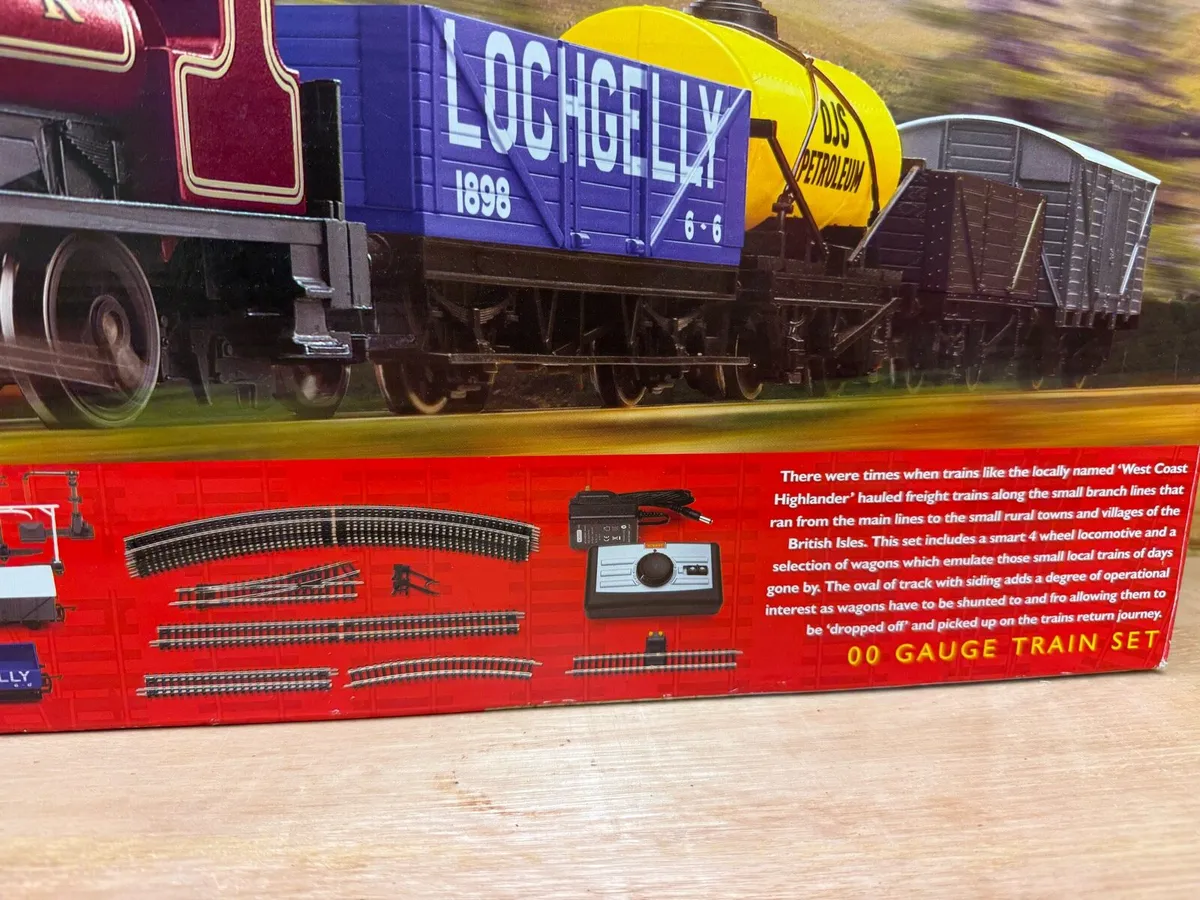 R
LOCHGELLY
1898
6-6
DJS
PETROLEUM
LLY
6-6
There were times when trains like the locally named 'West Coast
Highlander' hauled freight trains along the small branch lines that
ran from the main lines to the small rural towns and villages of the
British Isles. This set includes a smart 4 wheel locomotive and a
selection of wagons which emulate those small local trains of days
gone by. The oval of track with siding adds a degree of operational
interest as wagons have to be shunted to and fro allowing them to
be 'dropped off' and picked up on the trains return journey.
00 GAUGE TRAIN SET